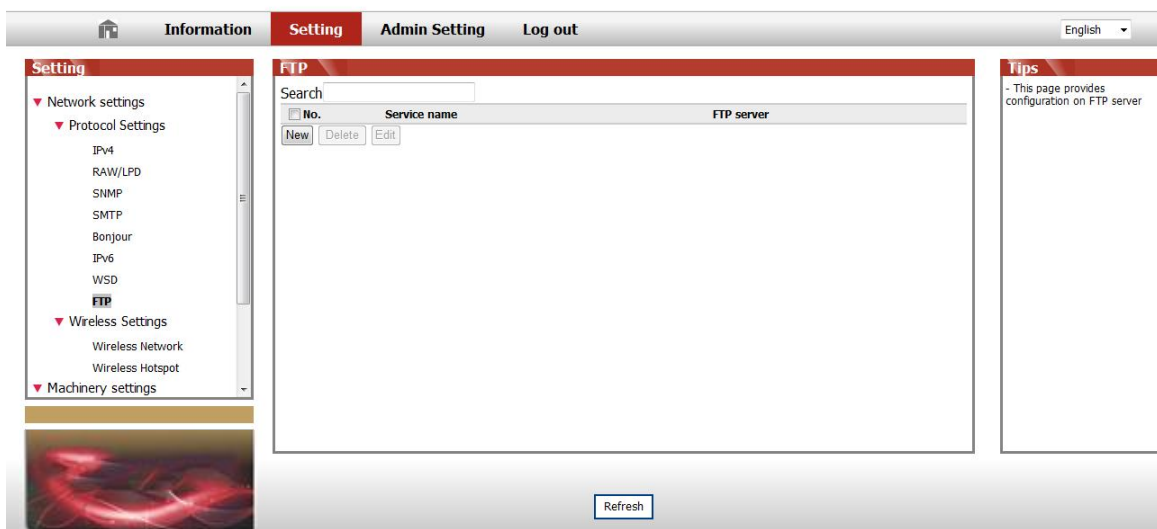 Information Setting Admin Setting Log out English
Setting
Network settings
Protocol Settings
IPv4
RAW/LPD
SNMP
SMTP
Bonjour
IPv6
WSD
FTP
Wireless Settings
Wireless Network
Wireless Hotspot
Machinery settings
FTP
Search
No. Service name FTP server
New Delete Edit
Tips
- This page provides
configuration on FTP server
Refresh